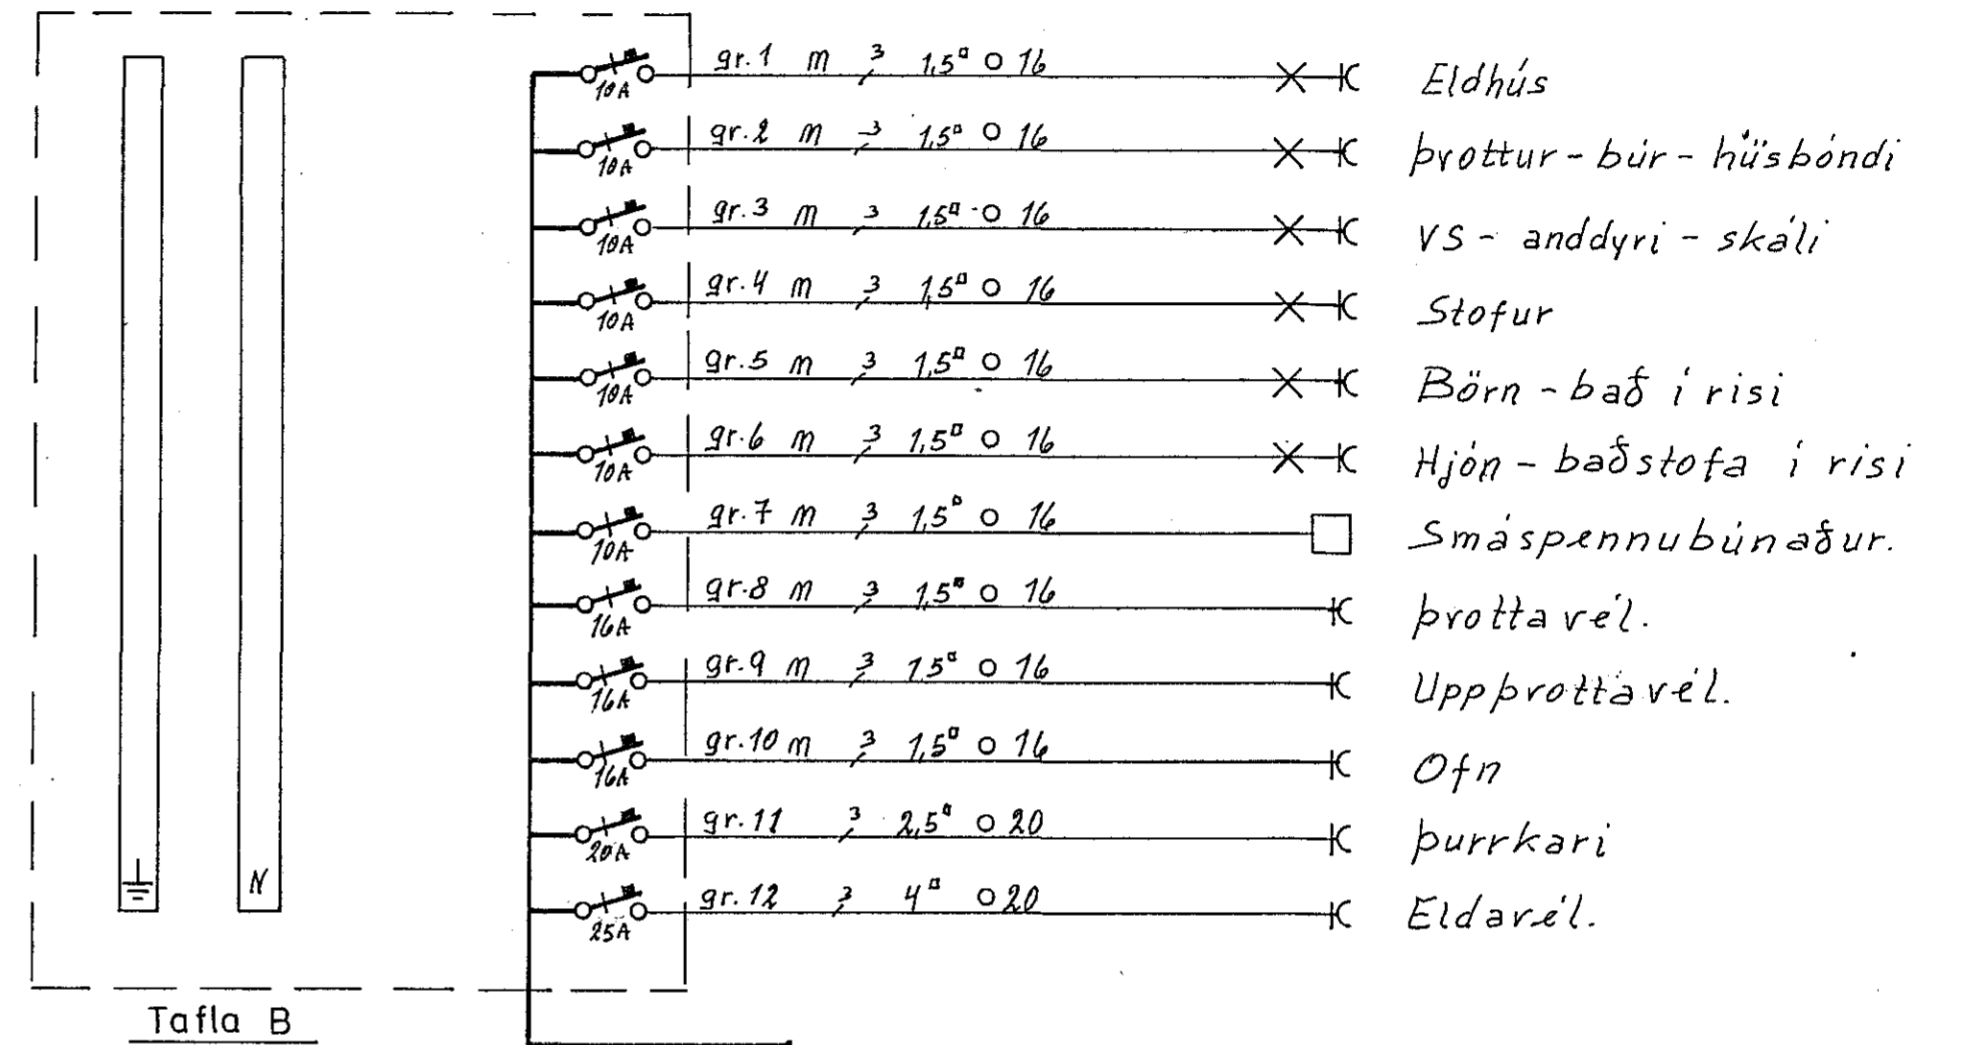 gr.1 m 3 1,5▫ O 16 Eldhús
10A
gr.2 m 3 1,5▫ O 16 Þvottur - búr - húsbóndi
10A
gr.3 m 3 1,5▫ O 16 VS - anddyri - skáli
10A
gr.4 m 3 1,5▫ O 16 Stofur
10A
gr.5 m 3 1,5▫ O 16 Börn - bað í risi
10A
gr.6 m 3 1,5▫ O 16 Hjón - baðstofa í risi
10A
gr.7 m 3 1,5▫ O 16 Smáspennubúnaður.
10A
gr.8 m 3 1,5▫ O 16 Þvottavél.
16A
gr.9 m 3 1,5▫ O 16 Uppþvottavél.
16A
gr.10 m 3 1,5▫ O 16 Ofn
16A
gr.11 3 2,5▫ O 20 Þurrkari
20A
gr.12 3 4▫ O 20 Eldavél.
25A
N
Tafla B